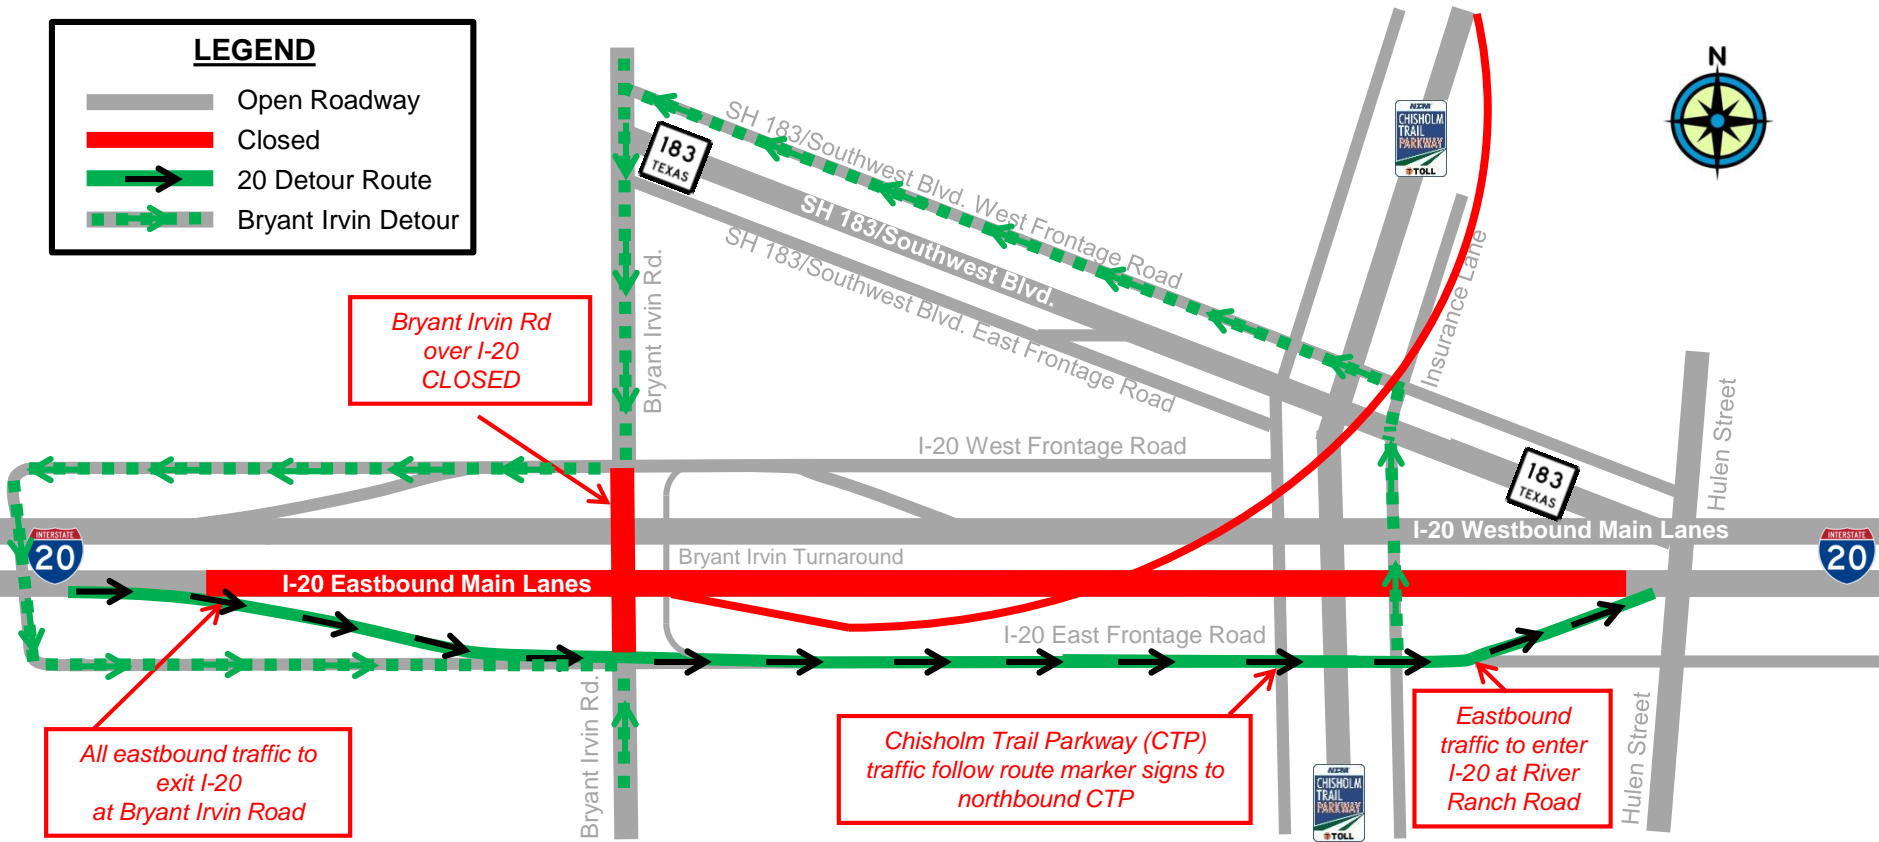 LEGEND
Open Roadway
Closed
20 Detour Route
Bryant Irvin Detour
N
NTTA
CHISHOLM
TRAIL
PARKWAY
TOLL
183
TEXAS
SH 183/Southwest Blvd. West Frontage Road
SH 183/Southwest Blvd.
SH 183/Southwest Blvd. East Frontage Road
Bryant Irvin Rd.
Insurance Lane
Bryant Irvin Rd
over I-20
CLOSED
Hulen Street
I-20 West Frontage Road
183
TEXAS
INTERSTATE
20
I-20 Westbound Main Lanes
INTERSTATE
20
Bryant Irvin Turnaround
I-20 Eastbound Main Lanes
I-20 East Frontage Road
All eastbound traffic to
exit I-20
at Bryant Irvin Road
Bryant Irvin Rd.
Chisholm Trail Parkway (CTP)
traffic follow route marker signs to
northbound CTP
Eastbound
traffic to enter
I-20 at River
Ranch Road
Hulen Street
NTTA
CHISHOLM
TRAIL
PARKWAY
TOLL